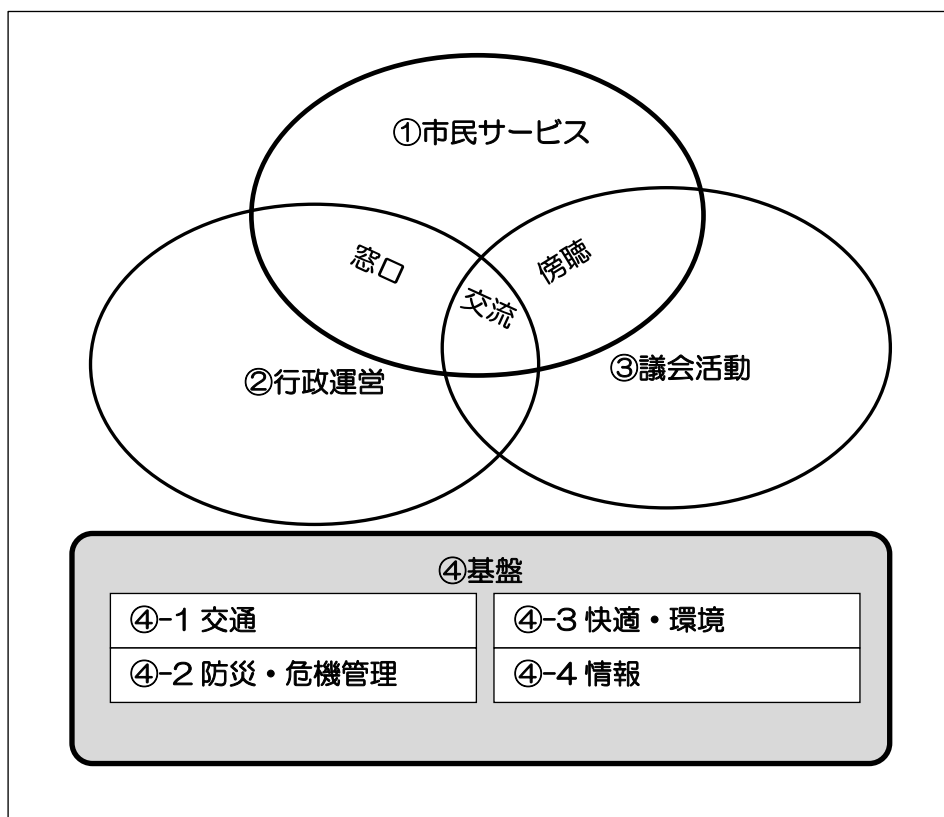 ①市民サービス
窓口
傍聴
交流
②行政運営
③議会活動
④基盤
④-1 交通
④-3 快適・環境
④-2 防災・危機管理
④-4 情報